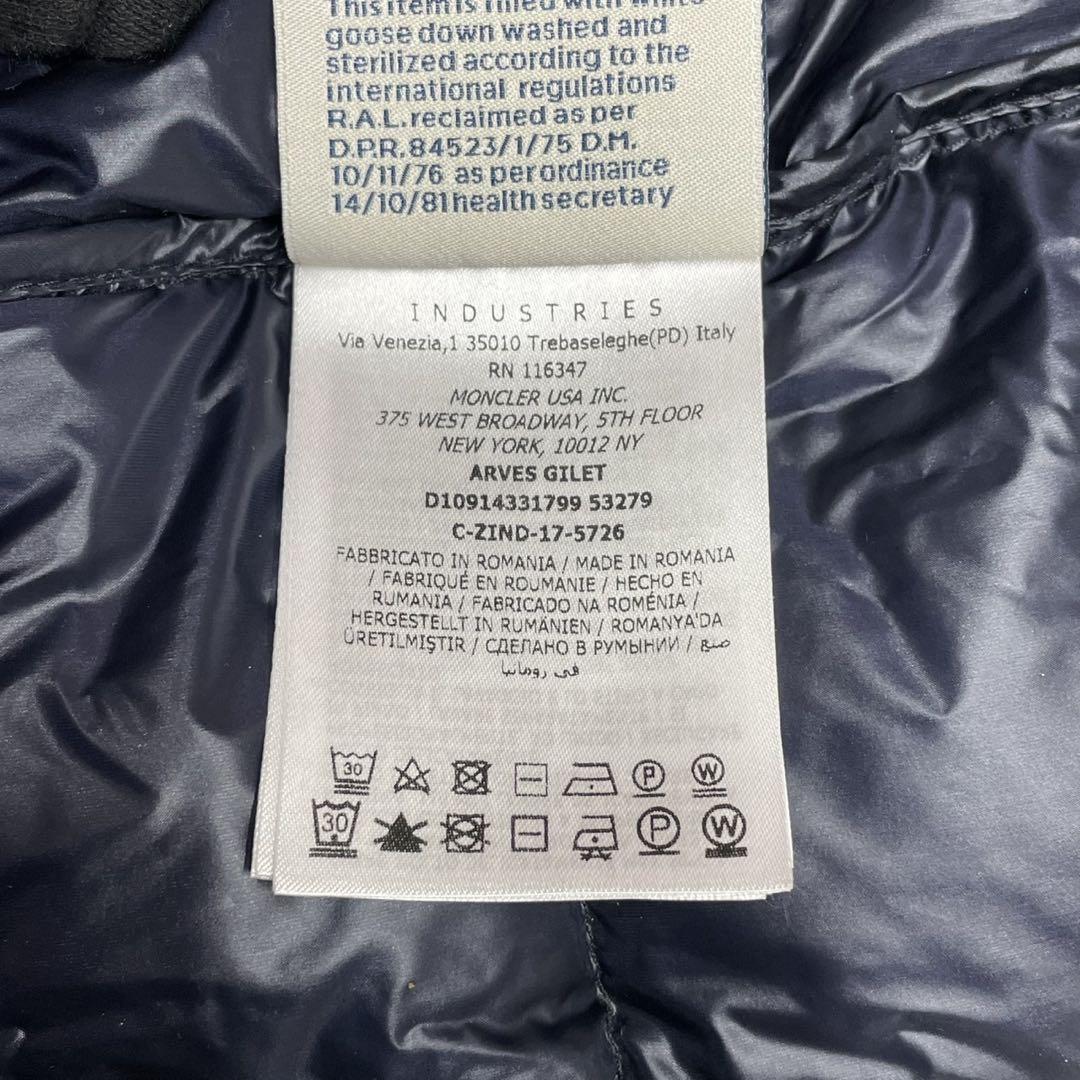 This item is filled with white
goose down washed and
sterilized according to the
international regulations
R.A.L. reclaimed as per
D.P.R. 84523/1/75 D.M.
10/11/76 as per ordinance
14/10/81 health secretary
INDUSTRIES
Via Venezia,1 35010 Trebaseleghe(PD) Italy
RN 116347
MONCLER USA INC.
375 WEST BROADWAY, 5TH FLOOR
NEW YORK, 10012 NY
ARVES GILET
D10914331799 53279
C-ZIND-17-5726
FABBRICATO IN ROMANIA / MADE IN ROMANIA
/ FABRIQUÉ EN ROUMANIE / HECHO EN
RUMANIA / FABRICADO NA ROMÉNIA /
HERGESTELLT IN RUMÄNIEN / ROMANYA'DA
ÜRETILMIŞTIR / СДЕЛАНО В РУМЫНИИ / صنع
في رومانيا
30 P W
30 P W